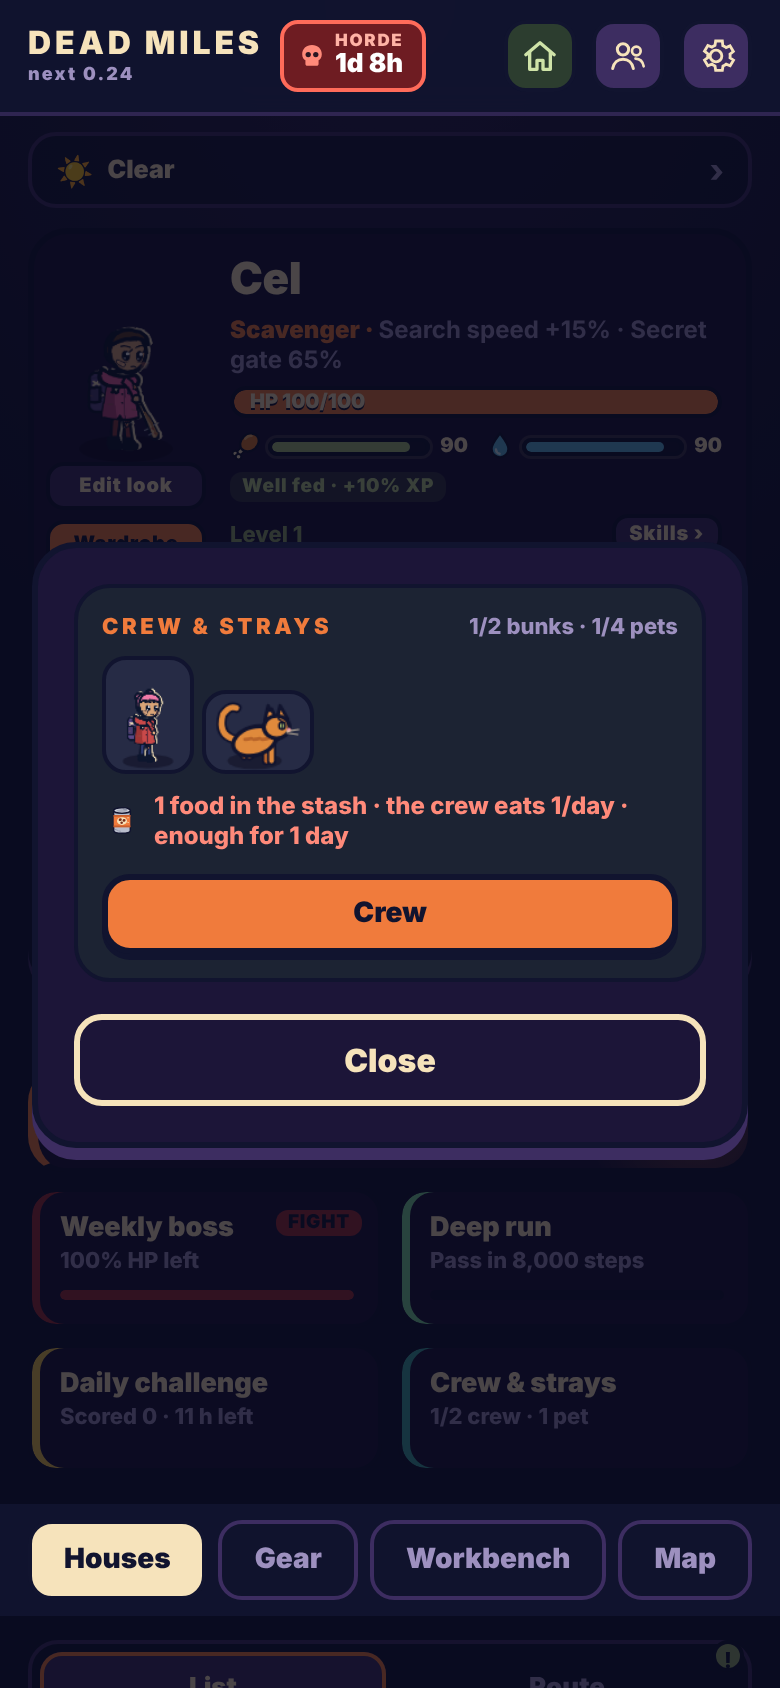 DEAD MILES
next 0.24
HORDE
1d 8h
Clear
Cel
Scavenger · Search speed +15% · Secret
gate 65%
HP 100/100
90
90
Edit look
Well fed · +10% XP
Wardrobe
Level 1
Skills ›
CREW & STRAYS
1/2 bunks · 1/4 pets
1 food in the stash · the crew eats 1/day ·
enough for 1 day
Crew
Close
Weekly boss
FIGHT
100% HP left
Deep run
Pass in 8,000 steps
Daily challenge
Scored 0 · 11 h left
Crew & strays
1/2 crew · 1 pet
Houses
Gear
Workbench
Map
!
List
Route